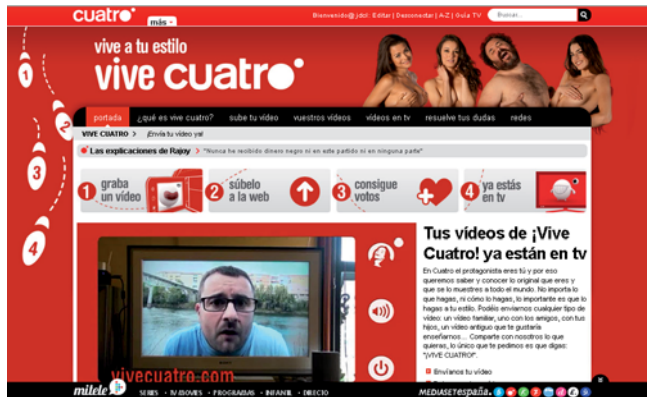 cuatro
más
Bienvenido@jdcl: Editar | Desconectar | A-Z | Guía TV
Buscar...
vive a tu estilo
vive cuatro
portada ¿qué es vive cuatro? sube tu vídeo vuestros vídeos vídeos en tv resuelve tus dudas redes
VIVE CUATRO > ¡Envía tu vídeo ya!
Las explicaciones de Rajoy > "Nunca he recibido dinero negro ni en este partido ni en ninguna parte"
1 graba
un vídeo
2 súbelo
a la web
3 consigue
votos
4 ya estás
en tv
1
2
3
4
vivecuatro.com
Tus vídeos de ¡Vive
Cuatro! ya están en tv
En Cuatro el protagonista eres tú y por eso
queremos saber y conocer lo original que eres y
que se lo muestres a todo el mundo. No importa lo
que hagas, ni cómo lo hagas, lo importante es que lo
hagas a tu estilo. Podéis enviarnos cualquier tipo de
vídeo: un vídeo familiar, uno con los amigos, con tus
hijos, un vídeo antiguo que te gustaría
enseñarnos... Comparte con nosotros lo que
quieras, lo único que te pedimos es que digas:
"¡VIVE CUATRO!".
Envíanos tu vídeo
mitele SERIES · TV MOVIES · PROGRAMAS · INFANTIL · DIRECTO
MEDIASETespaña.